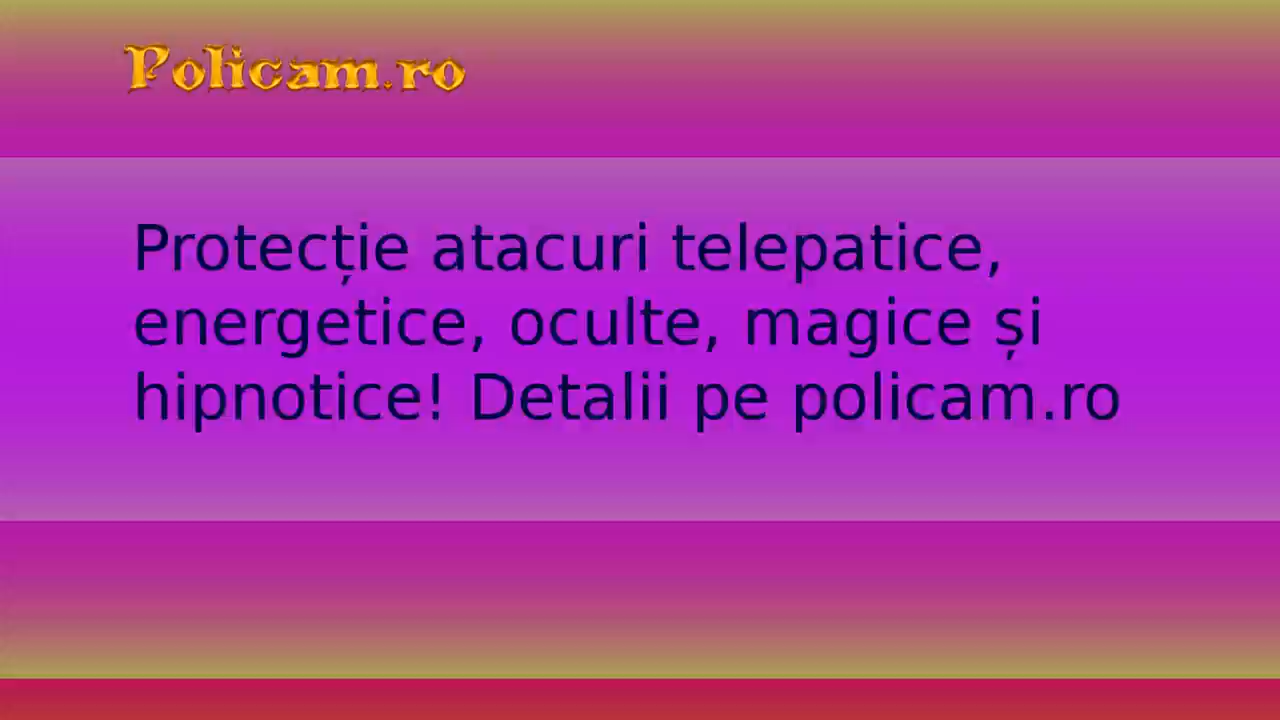 Policam.ro
Protecție atacuri telepatice,
energetice, oculte, magice și
hipnotice! Detalii pe policam.ro